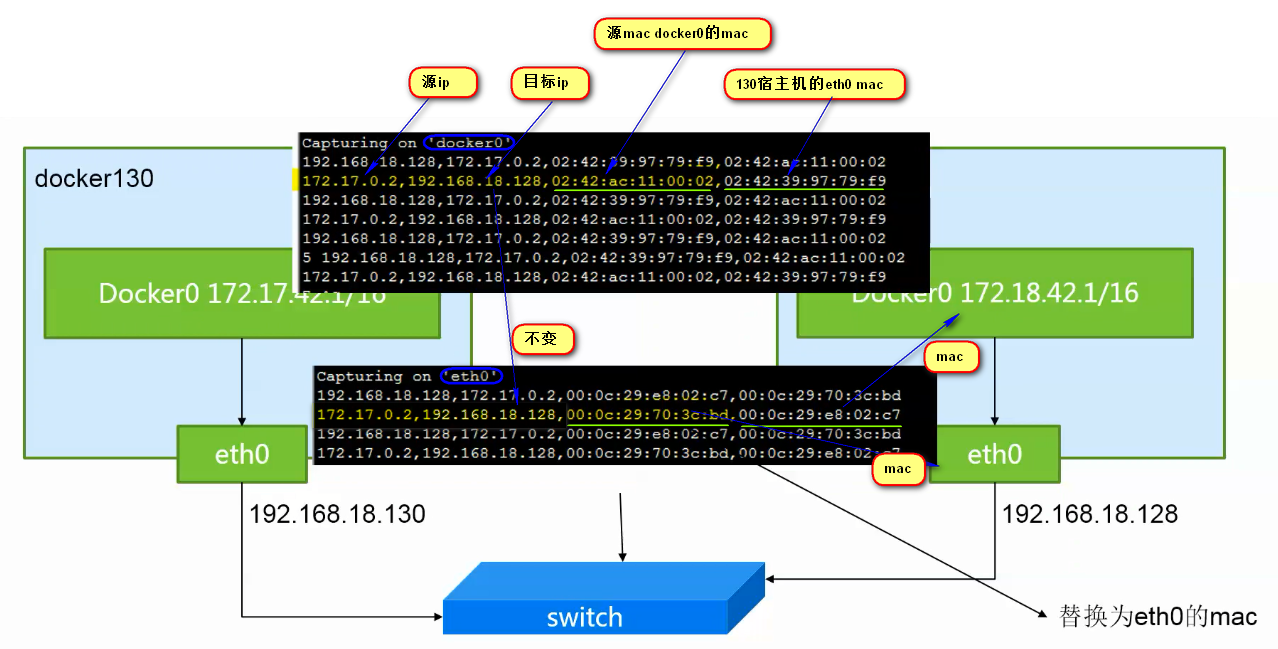 源mac docker0的mac
源ip
目标ip
130宿主机的eth0 mac
Capturing on 'docker0'
192.168.18.128,172.17.0.2,02:42:39:97:79:f9,02:42:ac:11:00:02
172.17.0.2,192.168.18.128,02:42:ac:11:00:02,02:42:39:97:79:f9
192.168.18.128,172.17.0.2,02:42:39:97:79:f9,02:42:ac:11:00:02
172.17.0.2,192.168.18.128,02:42:ac:11:00:02,02:42:39:97:79:f9
192.168.18.128,172.17.0.2,02:42:39:97:79:f9,02:42:ac:11:00:02
5 192.168.18.128,172.17.0.2,02:42:39:97:79:f9,02:42:ac:11:00:02
172.17.0.2,192.168.18.128,02:42:ac:11:00:02,02:42:39:97:79:f9
docker130
Docker0 172.17.42.1/16
Docker0 172.18.42.1/16
不变
mac
Capturing on 'eth0'
192.168.18.128,172.17.0.2,00:0c:29:e8:02:c7,00:0c:29:70:3c:bd
172.17.0.2,192.168.18.128,00:0c:29:70:3c:bd,00:0c:29:e8:02:c7
192.168.18.128,172.17.0.2,00:0c:29:e8:02:c7,00:0c:29:70:3c:bd
172.17.0.2,192.168.18.128,00:0c:29:70:3c:bd,00:0c:29:e8:02:c7
mac
eth0
eth0
192.168.18.130
192.168.18.128
switch
替换为eth0的mac